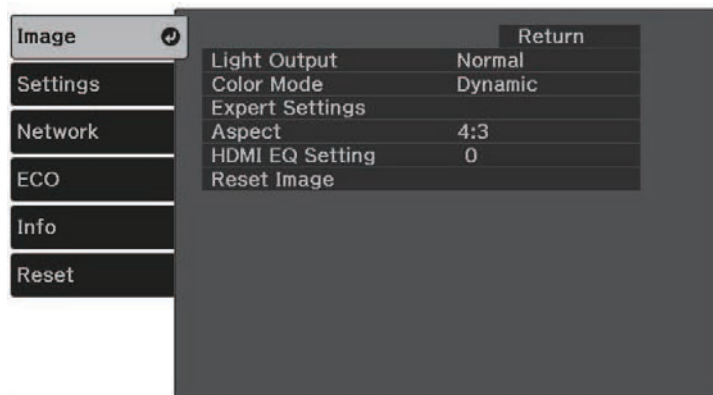 Image
Settings
Network
ECO
Info
Reset
Return
Light Output Normal
Color Mode Dynamic
Expert Settings
Aspect 4:3
HDMI EQ Setting 0
Reset Image